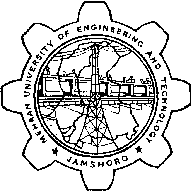 MEHRAN UNIVERSITY OF ENGINEERING AND TECHNOLOGY
JAMSHORO